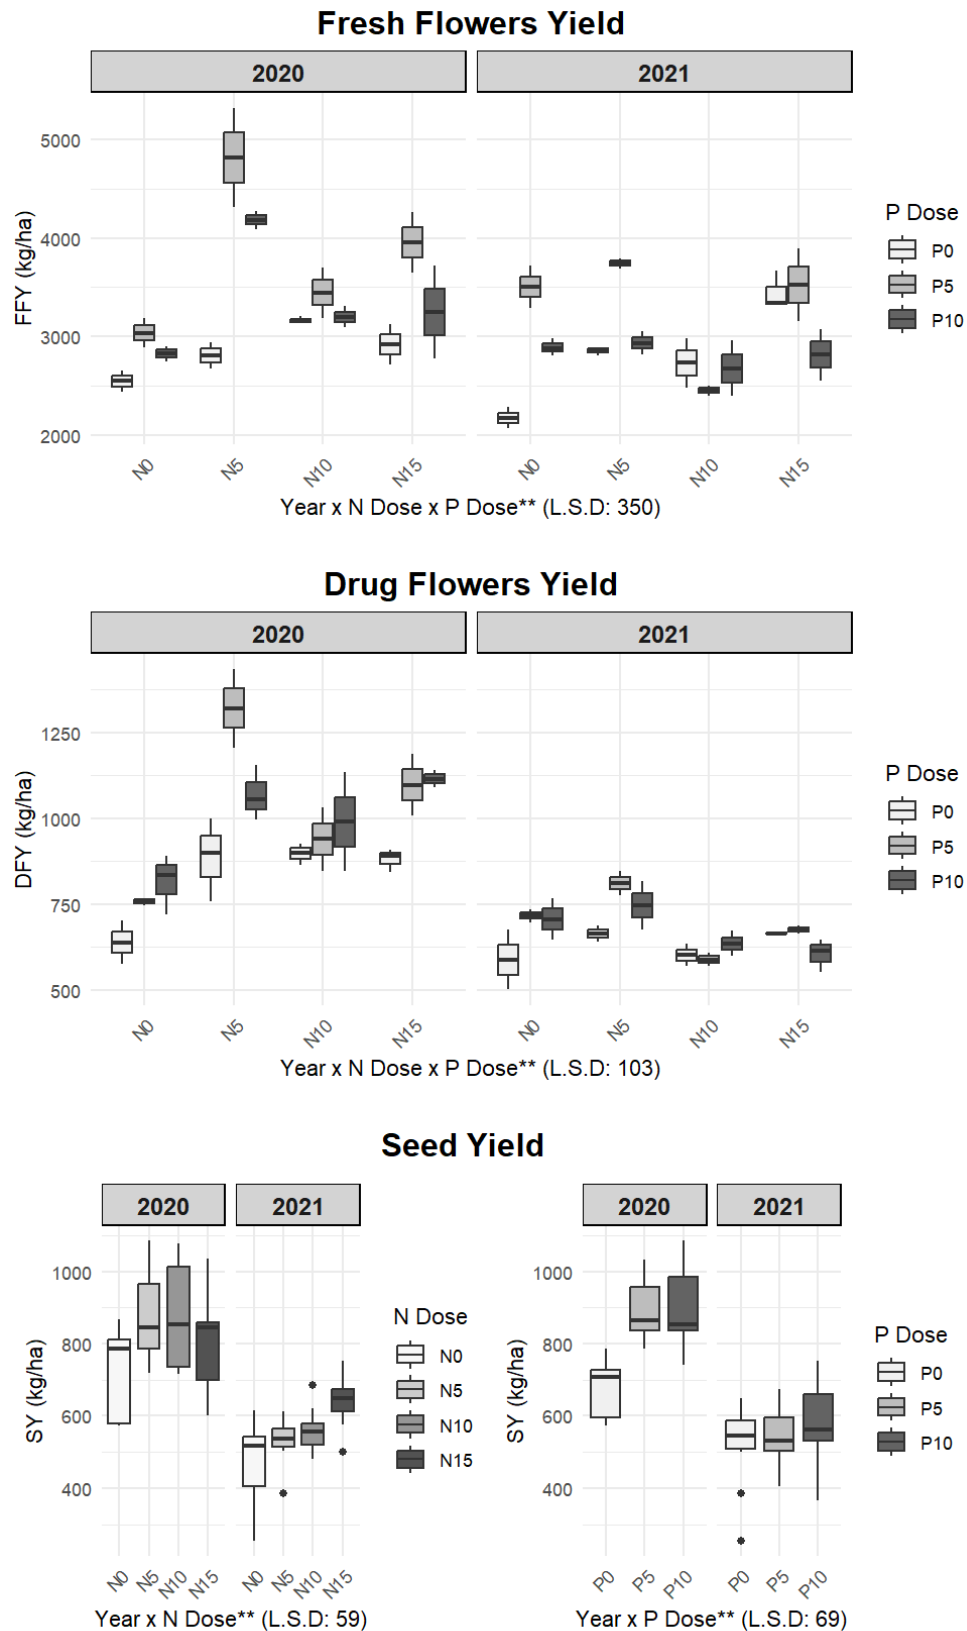 Fresh Flowers Yield
2020 2021
FFY (kg/ha)
5000
4000
3000
2000
N0 N5 N10 N15 N0 N5 N10 N15
Year x N Dose x P Dose** (L.S.D: 350)
P Dose
P0
P5
P10
Drug Flowers Yield
2020 2021
DFY (kg/ha)
1250
1000
750
500
N0 N5 N10 N15 N0 N5 N10 N15
Year x N Dose x P Dose** (L.S.D: 103)
P Dose
P0
P5
P10
Seed Yield
2020 2021
SY (kg/ha)
1000
800
600
400
N0 N5 N10 N15 N0 N5 N10 N15
Year x N Dose** (L.S.D: 59)
N Dose
N0
N5
N10
N15
2020 2021
SY (kg/ha)
1000
800
600
400
P0 P5 P10 P0 P5 P10
Year x P Dose** (L.S.D: 69)
P Dose
P0
P5
P10